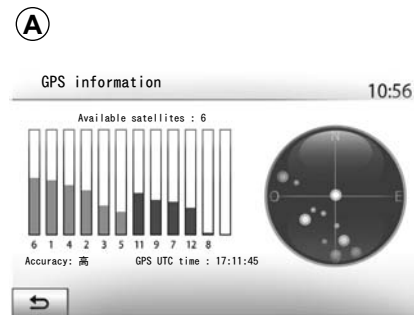 A
GPS information
10:56
Available satellites : 6
N
O E
6 1 4 2 3 5 11 9 7 12 8
Accuracy: 高 GPS UTC time : 17:11:45